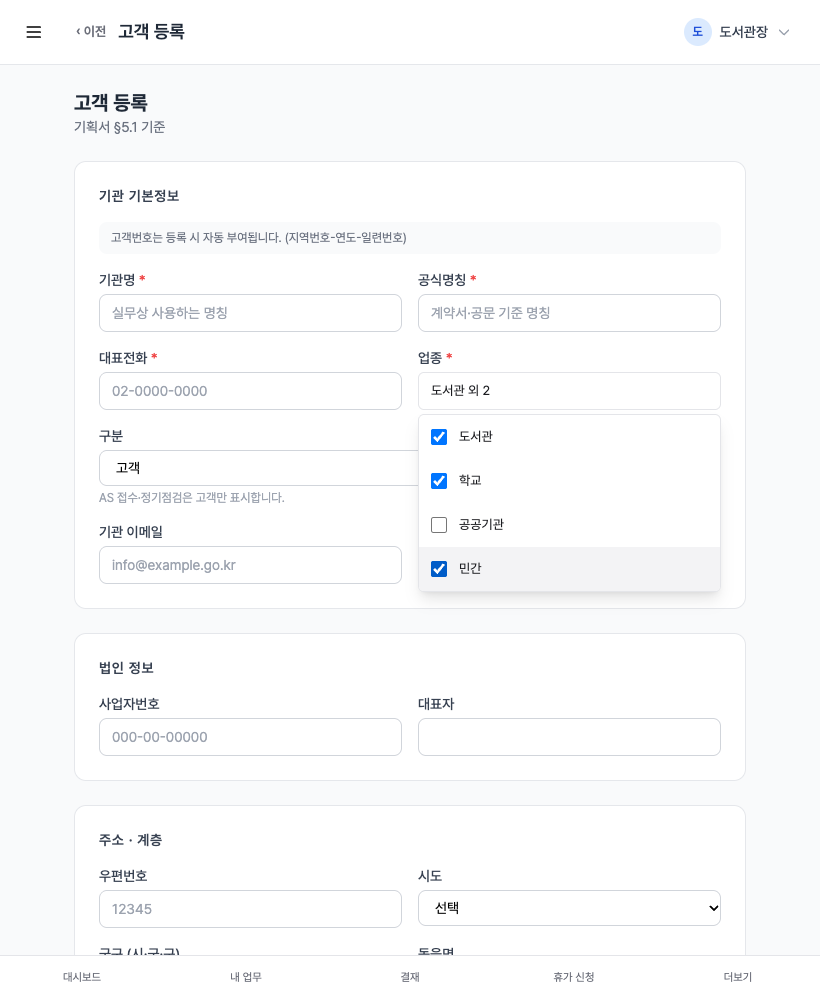 ‹ 이전 고객 등록
도 도서관장
고객 등록
기획서 §5.1 기준
기관 기본정보
고객번호는 등록 시 자동 부여됩니다. (지역번호-연도-일련번호)
기관명 * 공식명칭 *
실무상 사용하는 명칭 계약서·공문 기준 명칭
대표전화 * 업종 *
02-0000-0000 도서관 외 2
구분
도서관
고객
학교
AS 접수·정기점검은 고객만 표시합니다.
공공기관
기관 이메일
info@example.go.kr
민간
법인 정보
사업자번호 대표자
000-00-00000
주소 · 계층
우편번호 시도
12345 선택
대시보드 내 업무 결재 휴가 신청 더보기